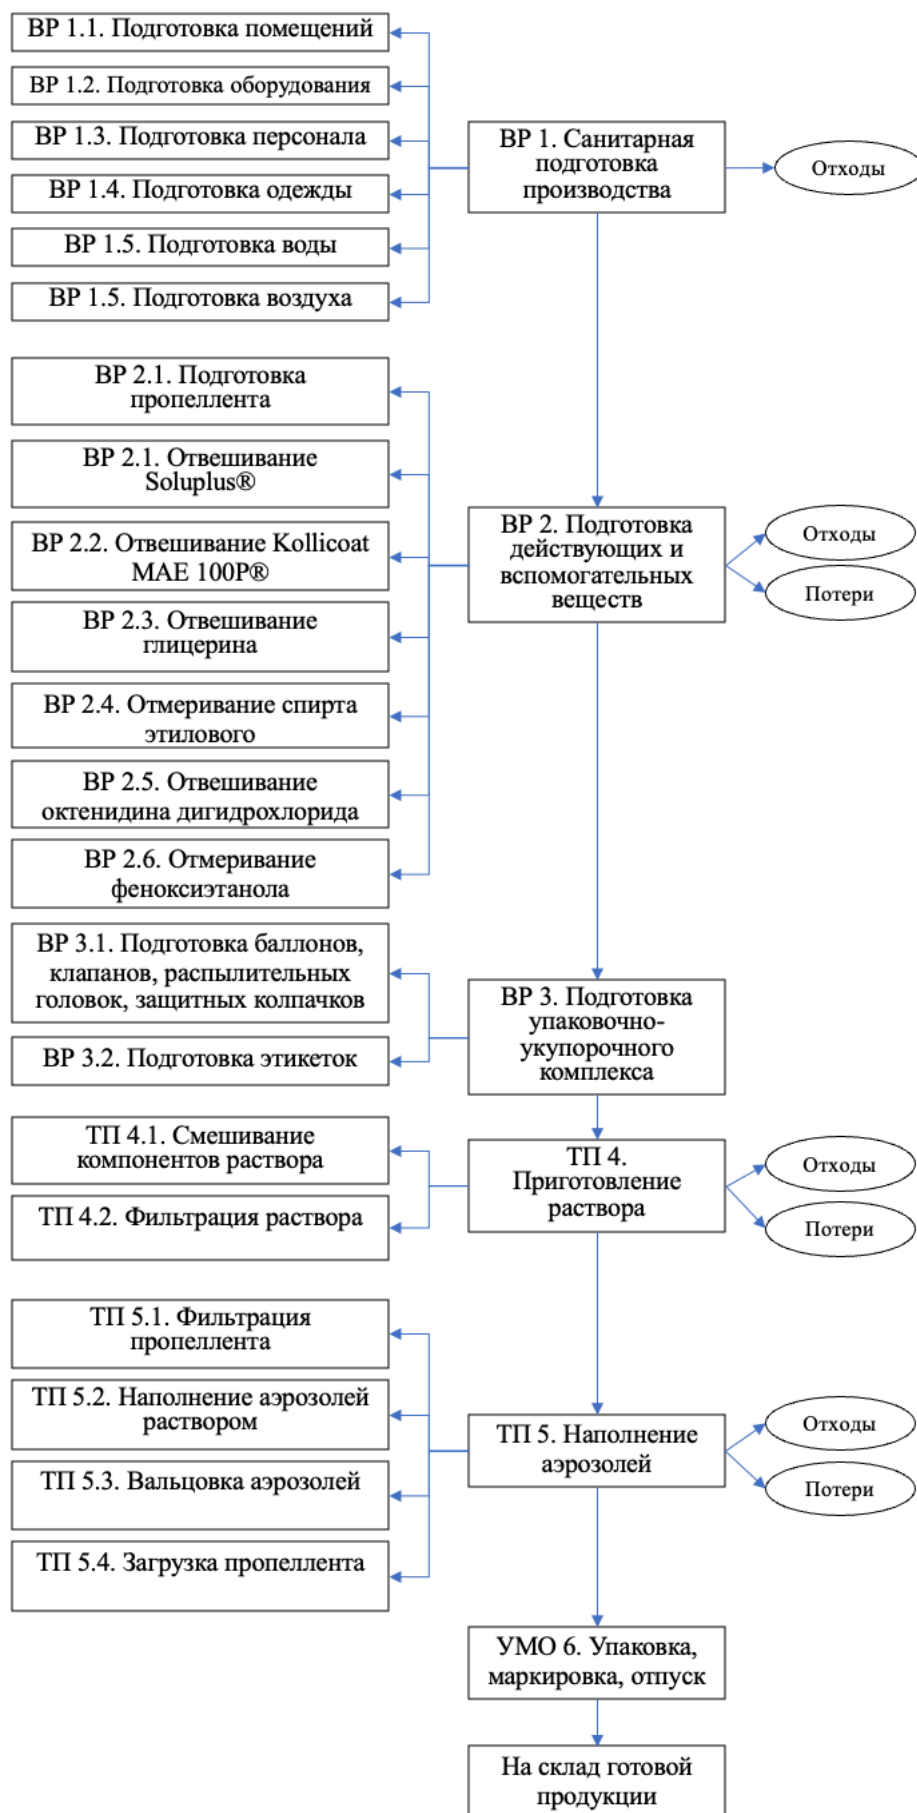 ВР 1.1. Подготовка помещений
ВР 1.2. Подготовка оборудования
ВР 1.3. Подготовка персонала
ВР 1.4. Подготовка одежды
ВР 1.5. Подготовка воды
ВР 1.5. Подготовка воздуха
ВР 1. Санитарная
подготовка
производства
Отходы
ВР 2.1. Подготовка
пропеллента
ВР 2.1. Отвешивание
Soluplus®
ВР 2.2. Отвешивание Kollicoat
MAE 100P®
ВР 2.3. Отвешивание
глицерина
ВР 2.4. Отмеривание спирта
этилового
ВР 2.5. Отвешивание
октенидина дигидрохлорида
ВР 2.6. Отмеривание
феноксиэтанола
ВР 2. Подготовка
действующих и
вспомогательных
веществ
Отходы
Потери
ВР 3.1. Подготовка баллонов,
клапанов, распылительных
головок, защитных колпачков
ВР 3.2. Подготовка этикеток
ВР 3. Подготовка
упаковочно-
укупорочного
комплекса
ТП 4.1. Смешивание
компонентов раствора
ТП 4.2. Фильтрация раствора
ТП 4.
Приготовление
раствора
Отходы
Потери
ТП 5.1. Фильтрация
пропеллента
ТП 5.2. Наполнение аэрозолей
раствором
ТП 5.3. Вальцовка аэрозолей
ТП 5.4. Загрузка пропеллента
ТП 5. Наполнение
аэрозолей
Отходы
Потери
УМО 6. Упаковка,
маркировка, отпуск
На склад готовой
продукции